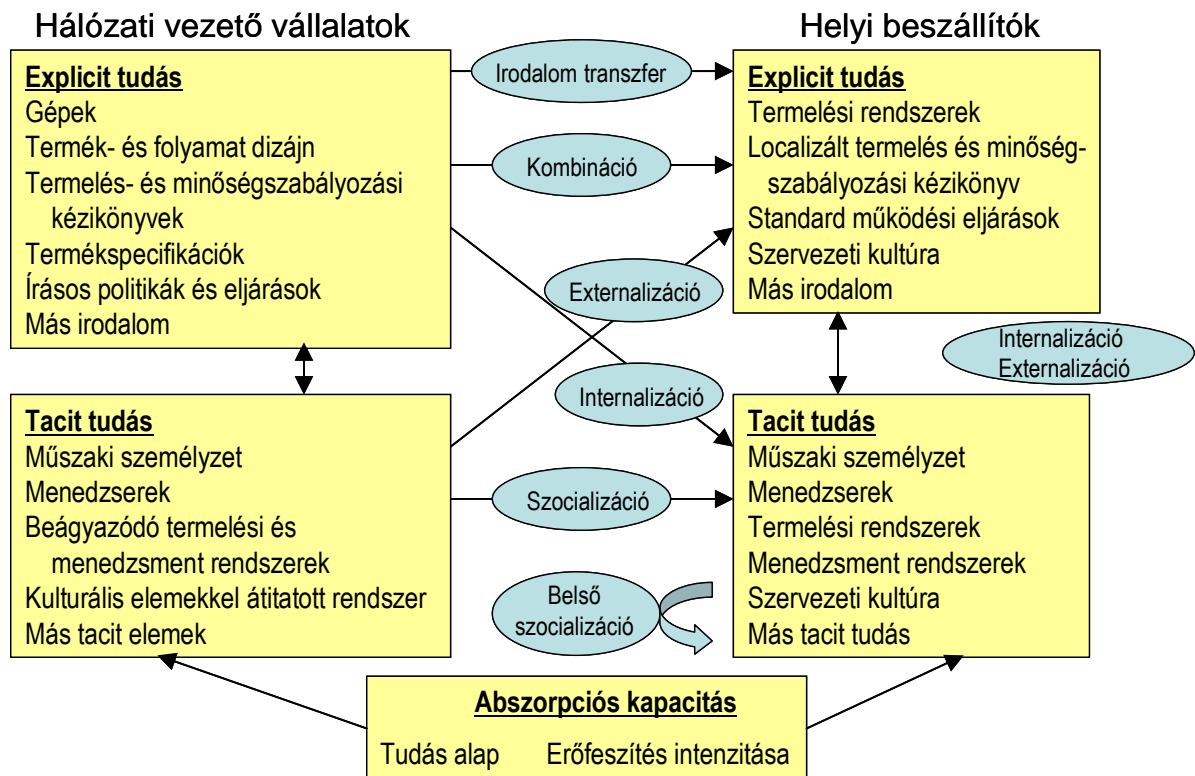 Hálózati vezető vállalatok
Helyi beszállítók
Explicit tudás
Gépek
Termék- és folyamat dizájn
Termelés- és minőségszabályozási
kézikönyvek
Termékspecifikációk
Írásos politikák és eljárások
Más irodalom
Irodalom transzfer
Kombináció
Externalizáció
Internalizáció
Szocializáció
Belső
szocializáció
Explicit tudás
Termelési rendszerek
Localizált termelés és minőség-
szabályozási kézikönyv
Standard működési eljárások
Szervezeti kultúra
Más irodalom
Internalizáció
Externalizáció
Tacit tudás
Műszaki személyzet
Menedzserek
Beágyazódó termelési és
menedzsment rendszerek
Kulturális elemekkel átitatott rendszer
Más tacit elemek
Tacit tudás
Műszaki személyzet
Menedzserek
Termelési rendszerek
Menedzsment rendszerek
Szervezeti kultúra
Más tacit tudás
Abszorpciós kapacitás
Tudás alap Erőfeszítés intenzitása